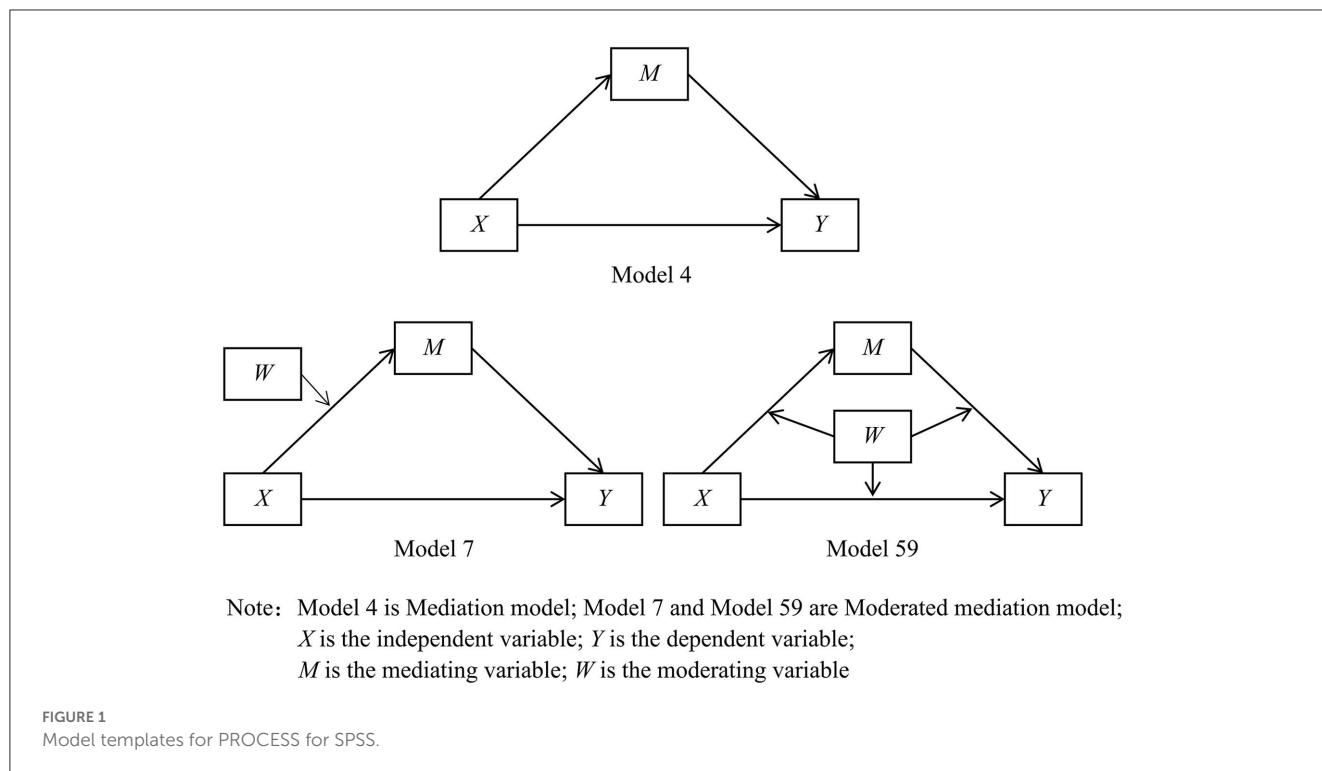 M
X
Y
Model 4
M
W
X
Y
Model 7
M
W
X
Y
Model 59
Note： Model 4 is Mediation model; Model 7 and Model 59 are Moderated mediation model;
X is the independent variable; Y is the dependent variable;
M is the mediating variable; W is the moderating variable
FIGURE 1
Model templates for PROCESS for SPSS.